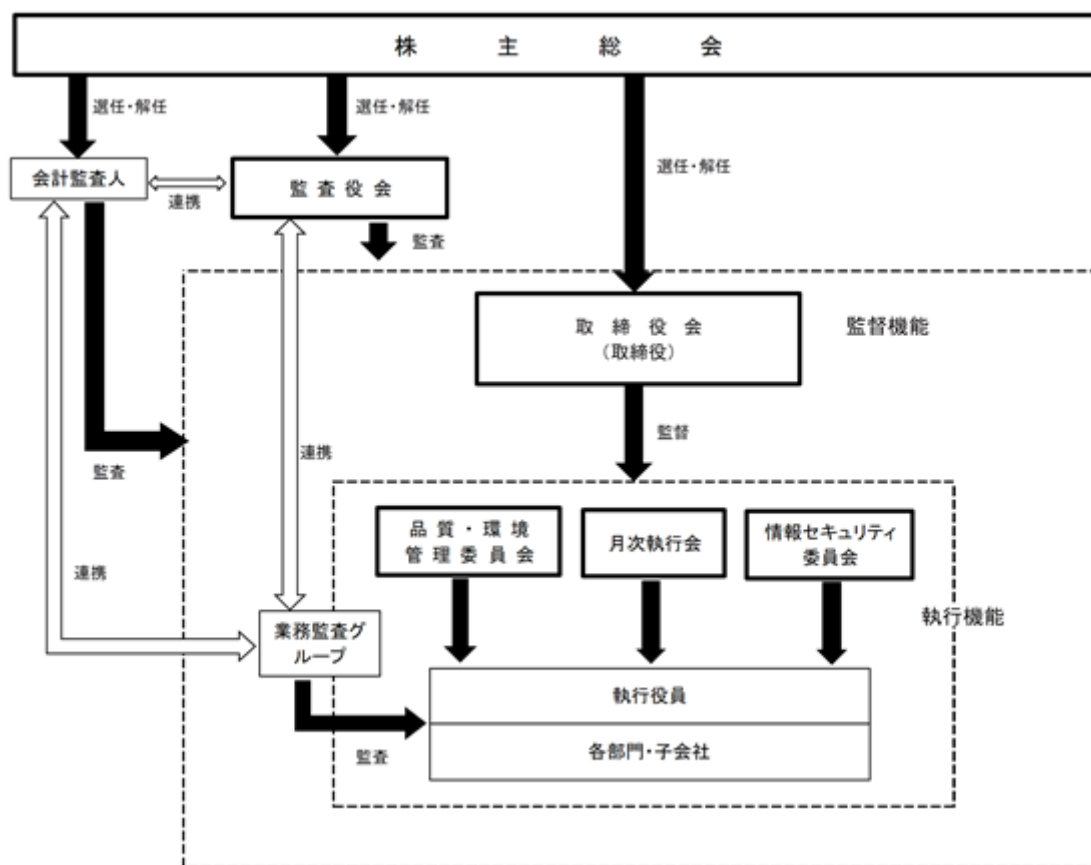 株主総会
選任・解任
選任・解任
選任・解任
会計監査人
連携
監査役会
監査
取締役会
(取締役)
監督機能
監督
監査
連携
品質・環境
管理委員会
月次執行会
情報セキュリティ
委員会
連携
執行機能
業務監査グ
ループ
執行役員
監査
各部門・子会社